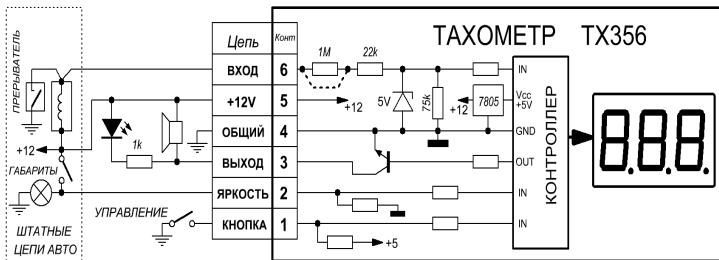 ТАХОМЕТР TX356
Цепь Конт
ВХОД 6
+12V 5
ОБЩИЙ 4
ВЫХОД 3
ЯРКОСТЬ 2
КНОПКА 1
ПРЕРЫВАТЕЛЬ
+12
ГАБАРИТЫ
ШТАТНЫЕ
ЦЕПИ АВТО
1k
УПРАВЛЕНИЕ
1M
22k
5V
75k
+12
+12
7805
+5
IN
Vcc
+5V
GND
OUT
IN
IN
КОНТРОЛЛЕР
8.8.8.